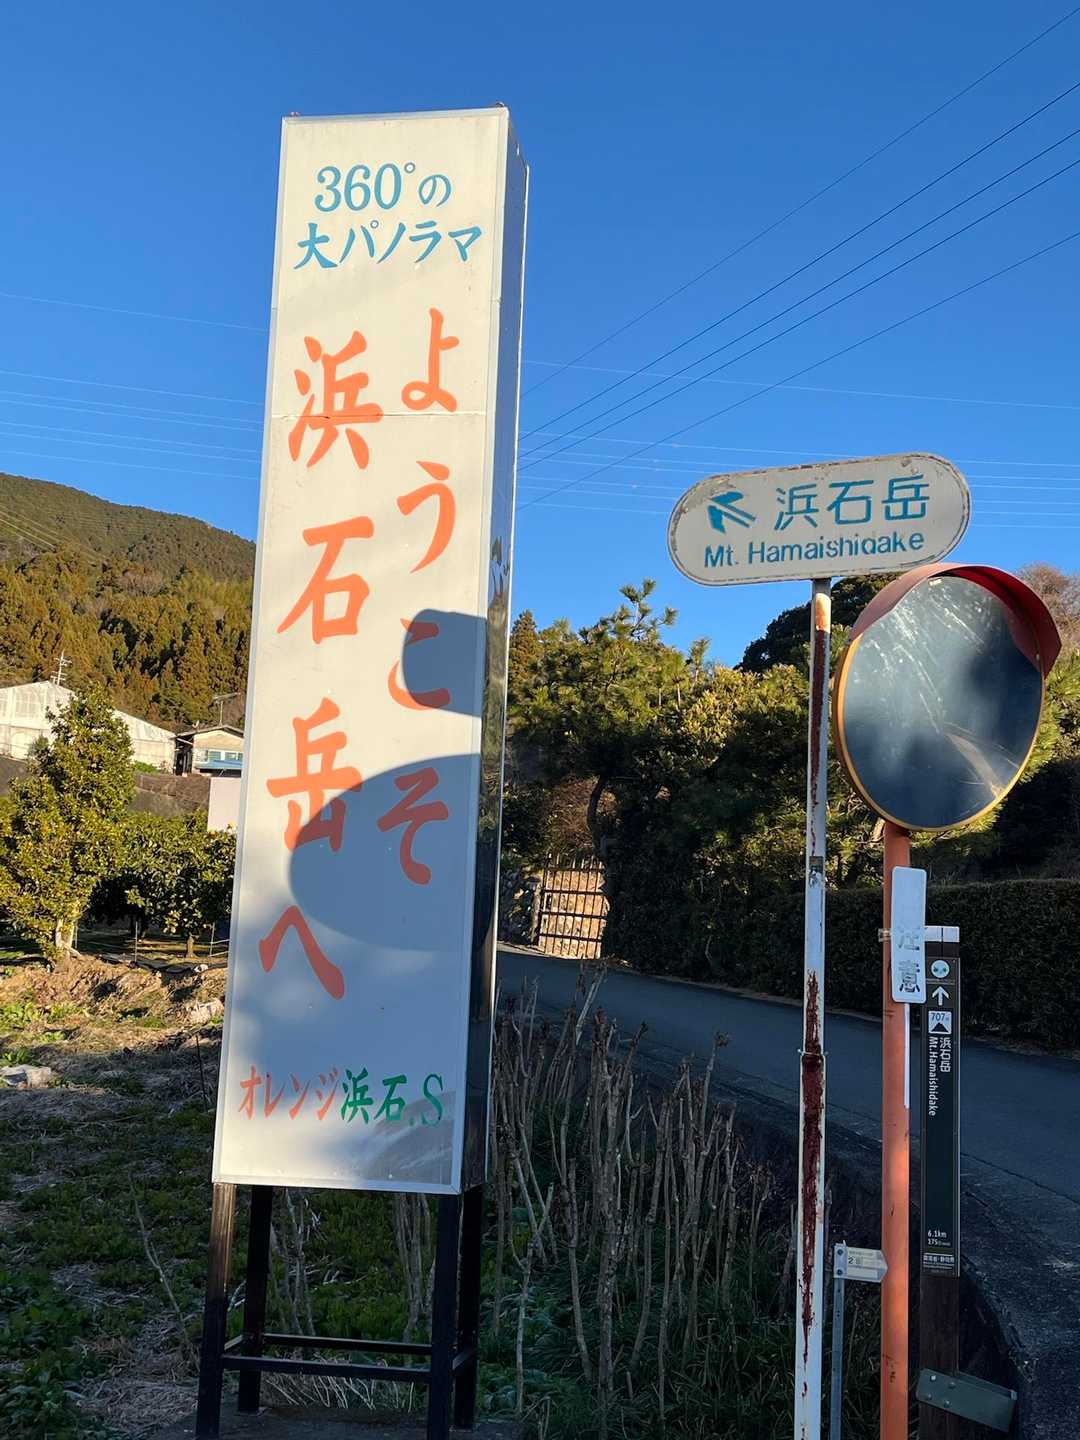 360°の
大パノラマ
ようこそ
浜石岳へ
オレンジ浜石.S
浜石岳
Mt. Hamaishidake
注意
707m
浜石岳
Mt.Hamaishidake
6.1km